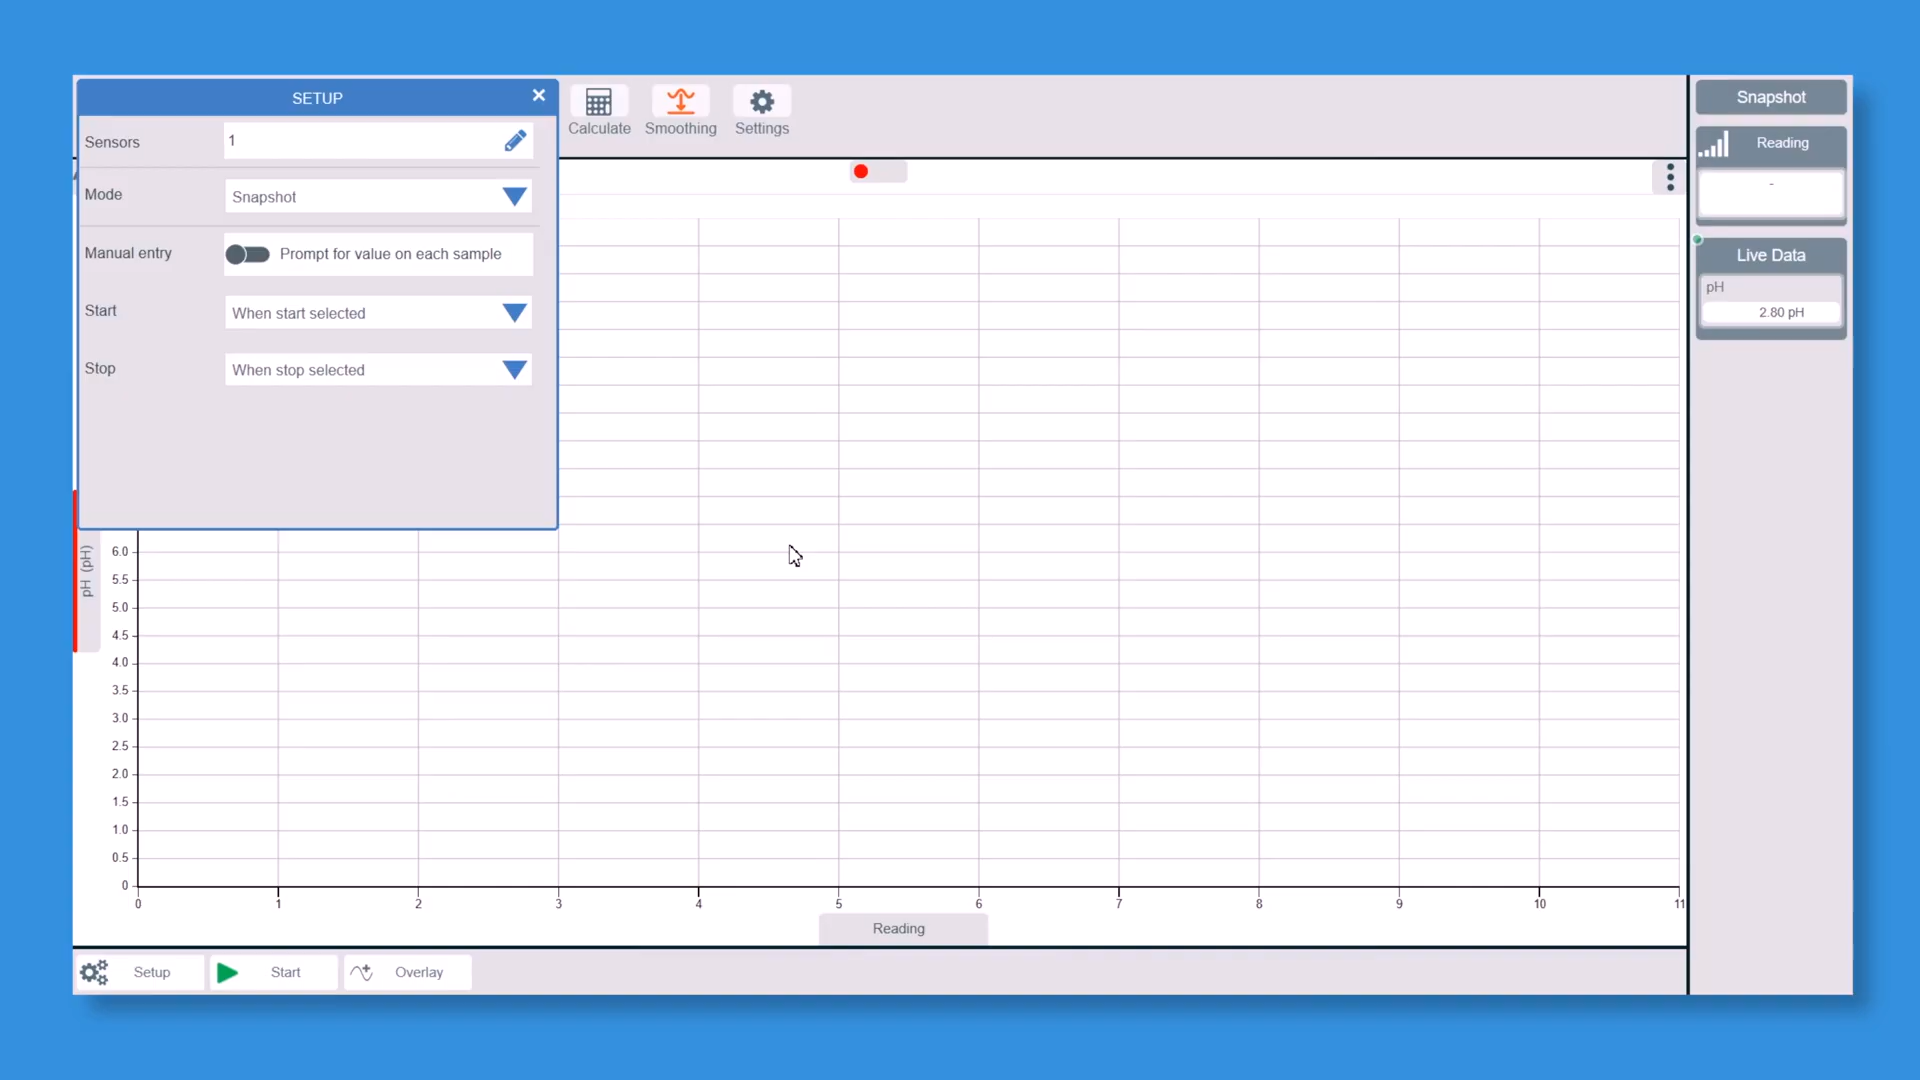 SETUP
Sensors 1
Mode Snapshot
Manual entry Prompt for value on each sample
Start When start selected
Stop When stop selected
Calculate Smoothing Settings
Snapshot
Reading
-
Live Data
pH
2.80 pH
pH (pH)
6.0
5.5
5.0
4.5
4.0
3.5
3.0
2.5
2.0
1.5
1.0
0.5
0
0 1 2 3 4 5 6 7 8 9 10 11
Reading
Setup Start Overlay